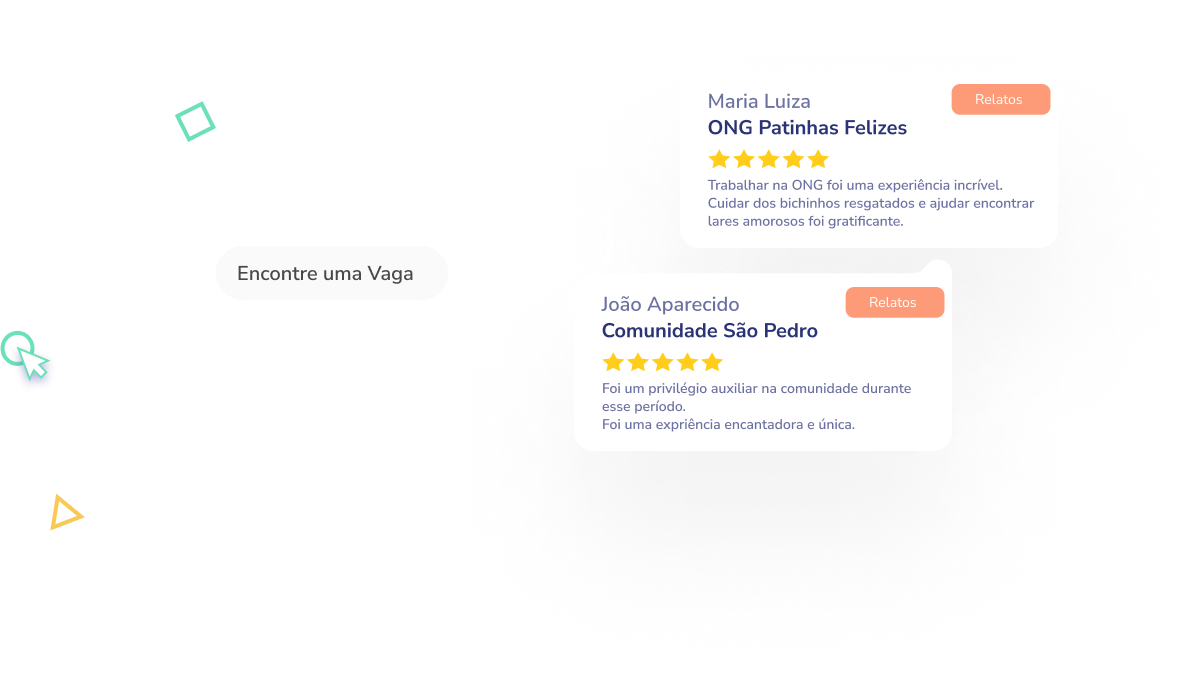 Maria Luiza
Relatos
ONG Patinhas Felizes
Trabalhar na ONG foi uma experiência incrível.
Cuidar dos bichinhos resgatados e ajudar encontrar
lares amorosos foi gratificante.
Encontre uma Vaga
João Aparecido
Relatos
Comunidade São Pedro
Foi um privilégio auxiliar na comunidade durante
esse período.
Foi uma expriência encantadora e única.